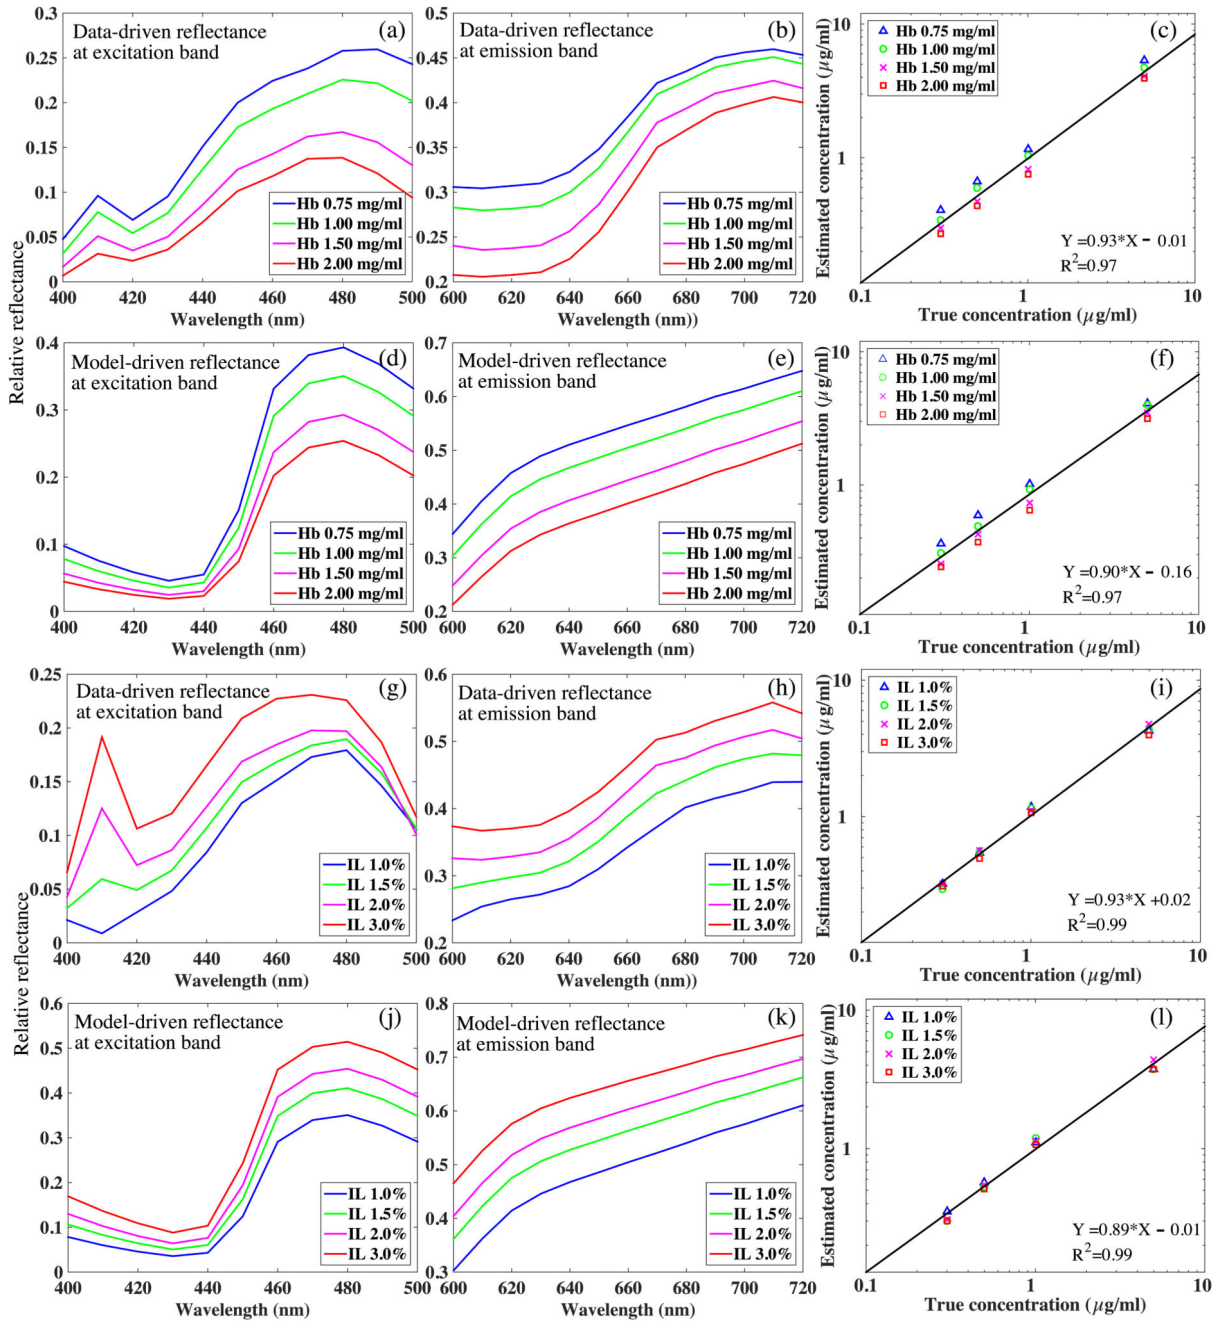 Relative reflectance
Data-driven reflectance
at excitation band
(a)
0.3
0.25
0.2
0.15
0.1
0.05
0
Hb 0.75 mg/ml
Hb 1.00 mg/ml
Hb 1.50 mg/ml
Hb 2.00 mg/ml
400 420 440 460 480 500
Wavelength (nm)
Data-driven reflectance
at emission band
(b)
0.5
0.45
0.4
0.35
0.3
0.25
0.2
Hb 0.75 mg/ml
Hb 1.00 mg/ml
Hb 1.50 mg/ml
Hb 2.00 mg/ml
600 620 640 660 680 700 720
Wavelength (nm))
(c)
Estimated concentration (μg/ml)
10
1
Hb 0.75 mg/ml
Hb 1.00 mg/ml
Hb 1.50 mg/ml
Hb 2.00 mg/ml
Y =0.93*X − 0.01
R²=0.97
0.1 1 10
True concentration (μg/ml)
Model-driven reflectance
at excitation band
(d)
0.4
0.3
0.2
0.1
0
Hb 0.75 mg/ml
Hb 1.00 mg/ml
Hb 1.50 mg/ml
Hb 2.00 mg/ml
400 420 440 460 480 500
Wavelength (nm)
Model-driven reflectance
at emission band
(e)
0.7
0.6
0.5
0.4
0.3
0.2
Hb 0.75 mg/ml
Hb 1.00 mg/ml
Hb 1.50 mg/ml
Hb 2.00 mg/ml
600 620 640 660 680 700 720
Wavelength (nm)
(f)
Estimated concentration (μg/ml)
10
1
Hb 0.75 mg/ml
Hb 1.00 mg/ml
Hb 1.50 mg/ml
Hb 2.00 mg/ml
Y=0.90*X − 0.16
R²=0.97
0.1 1 10
True concentration (μg/ml)
Relative reflectance
Data-driven reflectance
at excitation band
(g)
0.25
0.2
0.15
0.1
0.05
0
IL 1.0%
IL 1.5%
IL 2.0%
IL 3.0%
400 420 440 460 480 500
Wavelength (nm)
Data-driven reflectance
at emission band
(h)
0.6
0.5
0.4
0.3
0.2
IL 1.0%
IL 1.5%
IL 2.0%
IL 3.0%
600 620 640 660 680 700 720
Wavelength (nm))
(i)
Estimated concentration (μg/ml)
10
1
IL 1.0%
IL 1.5%
IL 2.0%
IL 3.0%
Y =0.93*X +0.02
R²=0.99
0.1 1 10
True concentration (μg/ml)
Model-driven reflectance
at excitation band
(j)
0.6
0.5
0.4
0.3
0.2
0.1
0
IL 1.0%
IL 1.5%
IL 2.0%
IL 3.0%
400 420 440 460 480 500
Wavelength (nm)
Model-driven reflectance
at emission band
(k)
0.8
0.7
0.6
0.5
0.4
0.3
IL 1.0%
IL 1.5%
IL 2.0%
IL 3.0%
600 620 640 660 680 700 720
Wavelength (nm)
(l)
Estimated concentration (μg/ml)
10
1
IL 1.0%
IL 1.5%
IL 2.0%
IL 3.0%
Y =0.89*X − 0.01
R²=0.99
0.1 1 10
True concentration (μg/ml)